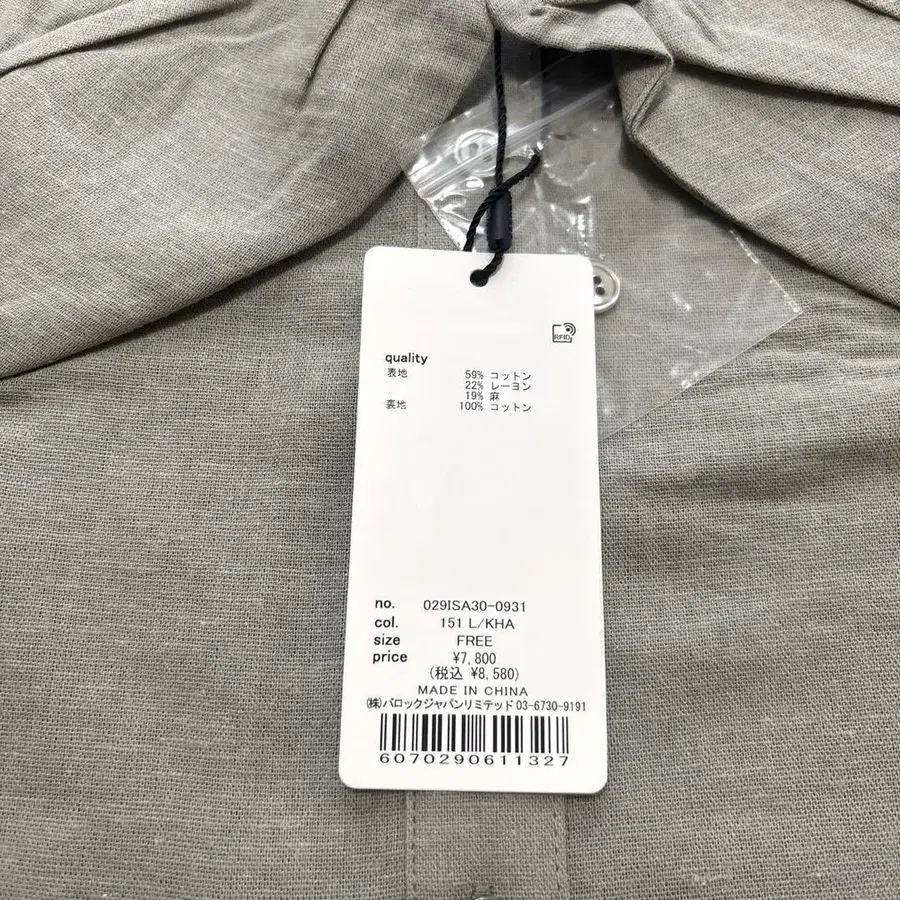 RFID
quality
表地 59% コットン
22% レーヨン
19% 麻
裏地 100% コットン
no. 029ISA30-0931
col. 151 L/KHA
size FREE
price ¥7,800
(税込 ¥8,580)
MADE IN CHINA
(株)バロックジャパンリミテッド 03-6730-9191
6070290611327